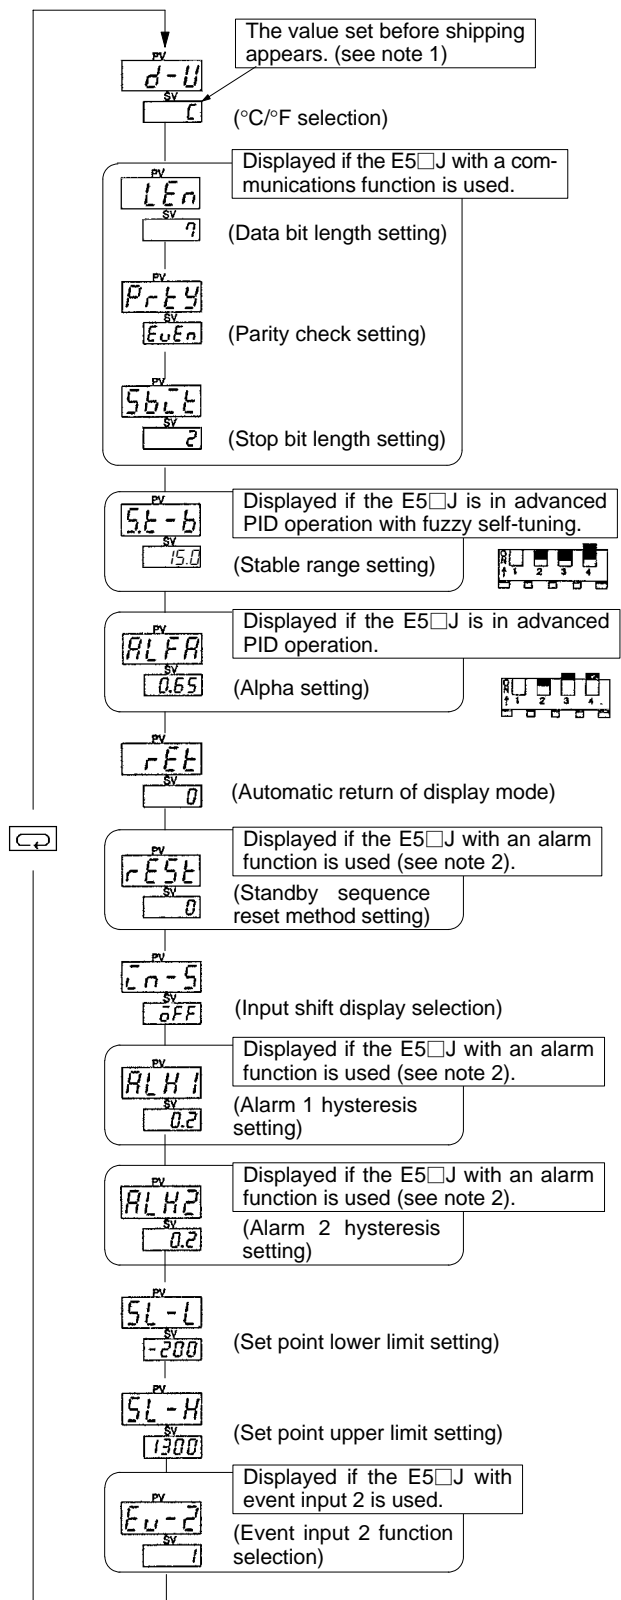 The value set before shipping
appears. (see note 1)
PV
d-U
SV
C
(°C/°F selection)
Displayed if the E5□J with a com-
munications function is used.
PV
LEn
SV
7
(Data bit length setting)
PV
PrtY
SV
EvEn
(Parity check setting)
PV
Sbit
SV
2
(Stop bit length setting)
Displayed if the E5□J is in advanced
PID operation with fuzzy self-tuning.
PV
S.t-b
SV
15.0
(Stable range setting)
ON
↑ 1 2 3 4
Displayed if the E5□J is in advanced
PID operation.
PV
ALFA
SV
0.65
(Alpha setting)
ON
↑ 1 2 3 4
PV
rEt
SV
0
(Automatic return of display mode)
Displayed if the E5□J with an alarm
function is used (see note 2).
PV
rESt
SV
0
(Standby sequence
reset method setting)
PV
in-S
SV
oFF
(Input shift display selection)
Displayed if the E5□J with an alarm
function is used (see note 2).
PV
ALH1
SV
0.2
(Alarm 1 hysteresis
setting)
Displayed if the E5□J with an alarm
function is used (see note 2).
PV
ALH2
SV
0.2
(Alarm 2 hysteresis
setting)
PV
SL-L
SV
-200
(Set point lower limit setting)
PV
SL-H
SV
1300
(Set point upper limit setting)
Displayed if the E5□J with
event input 2 is used.
PV
Ev-2
SV
1
(Event input 2 function
selection)